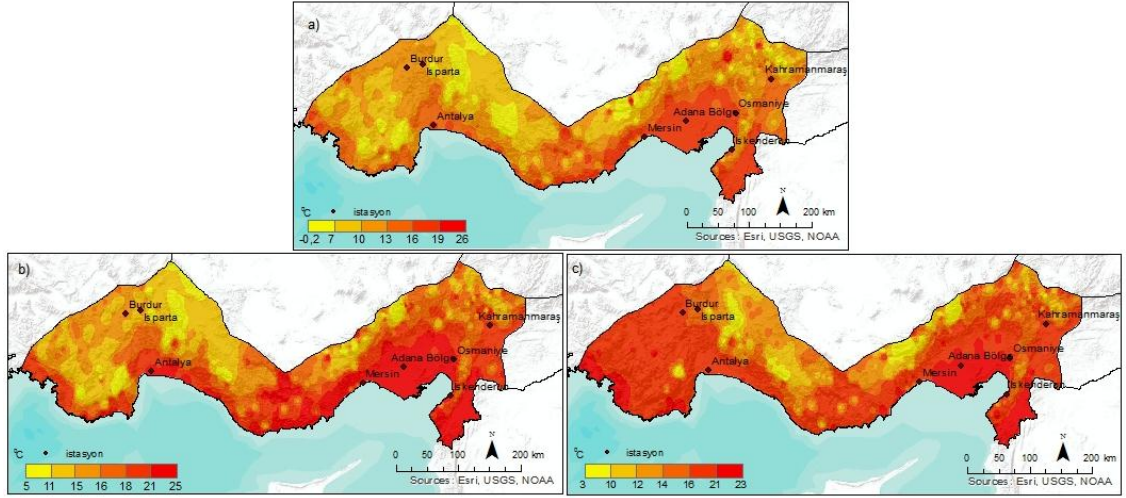 a)
Burdur
Isparta
Antalya
Mersin
Adana Bölge
Osmaniye
Kahramanmaraş
İskenderun
°C istasyon
-0,2 7 10 13 16 19 26
N
0 50 100 200 km
Sources: Esri, USGS, NOAA
b)
Burdur
Isparta
Antalya
Mersin
Adana Bölge
Osmaniye
Kahramanmaraş
İskenderun
°C istasyon
5 11 15 16 18 21 25
N
0 50 100 200 km
Sources: Esri, USGS, NOAA
c)
Burdur
Isparta
Antalya
Mersin
Adana Bölge
Osmaniye
Kahramanmaraş
İskenderun
°C istasyon
3 10 12 14 16 21 23
N
0 50 100 200 km
Sources: Esri, USGS, NOAA